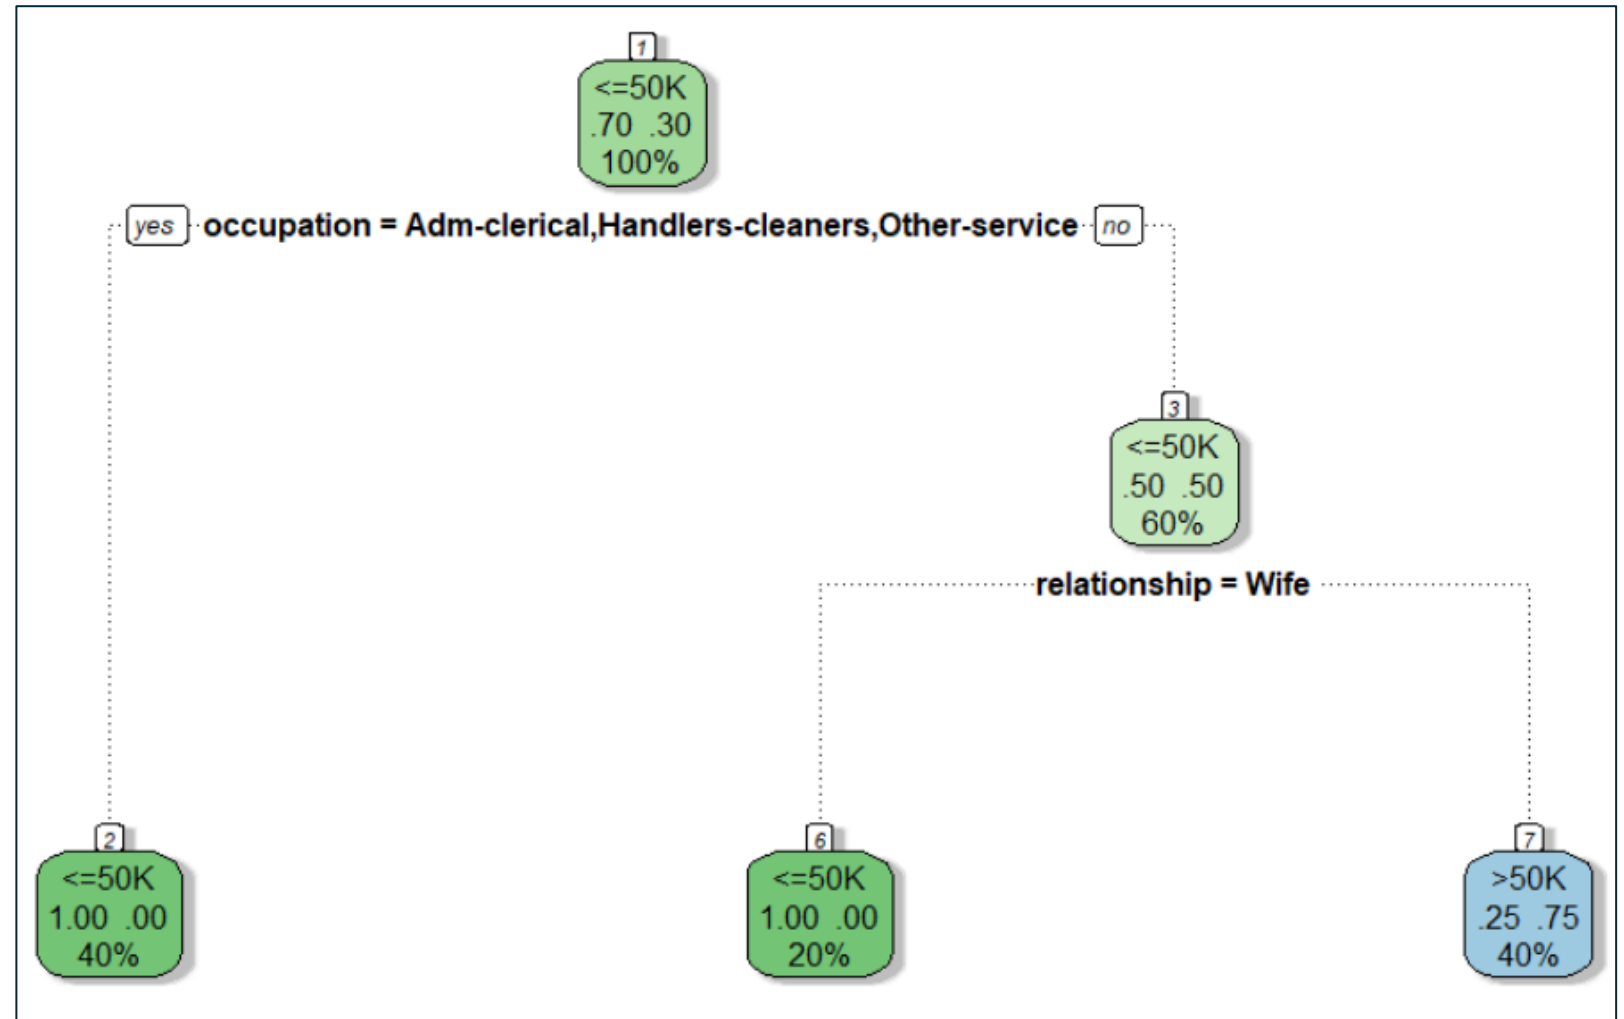 1
<=50K
.70 .30
100%
yes occupation = Adm-clerical,Handlers-cleaners,Other-service no
3
<=50K
.50 .50
60%
relationship = Wife
2
<=50K
1.00 .00
40%
6
<=50K
1.00 .00
20%
7
>50K
.25 .75
40%